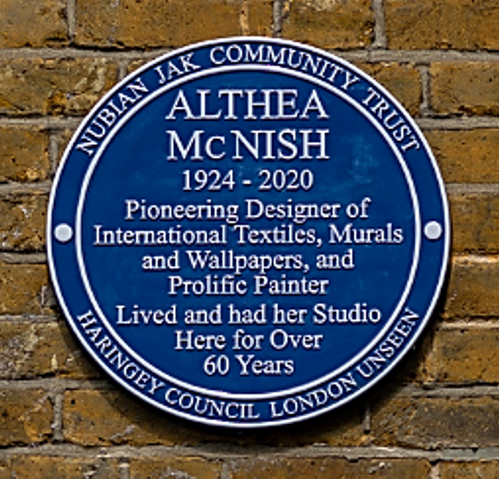 NUBIAN JAK COMMUNITY TRUST
ALTHEA
McNISH
1924 - 2020
Pioneering Designer of
International Textiles, Murals
and Wallpapers, and
Prolific Painter
Lived and had her Studio
Here for Over
60 Years
HARINGEY COUNCIL LONDON UNSEEN